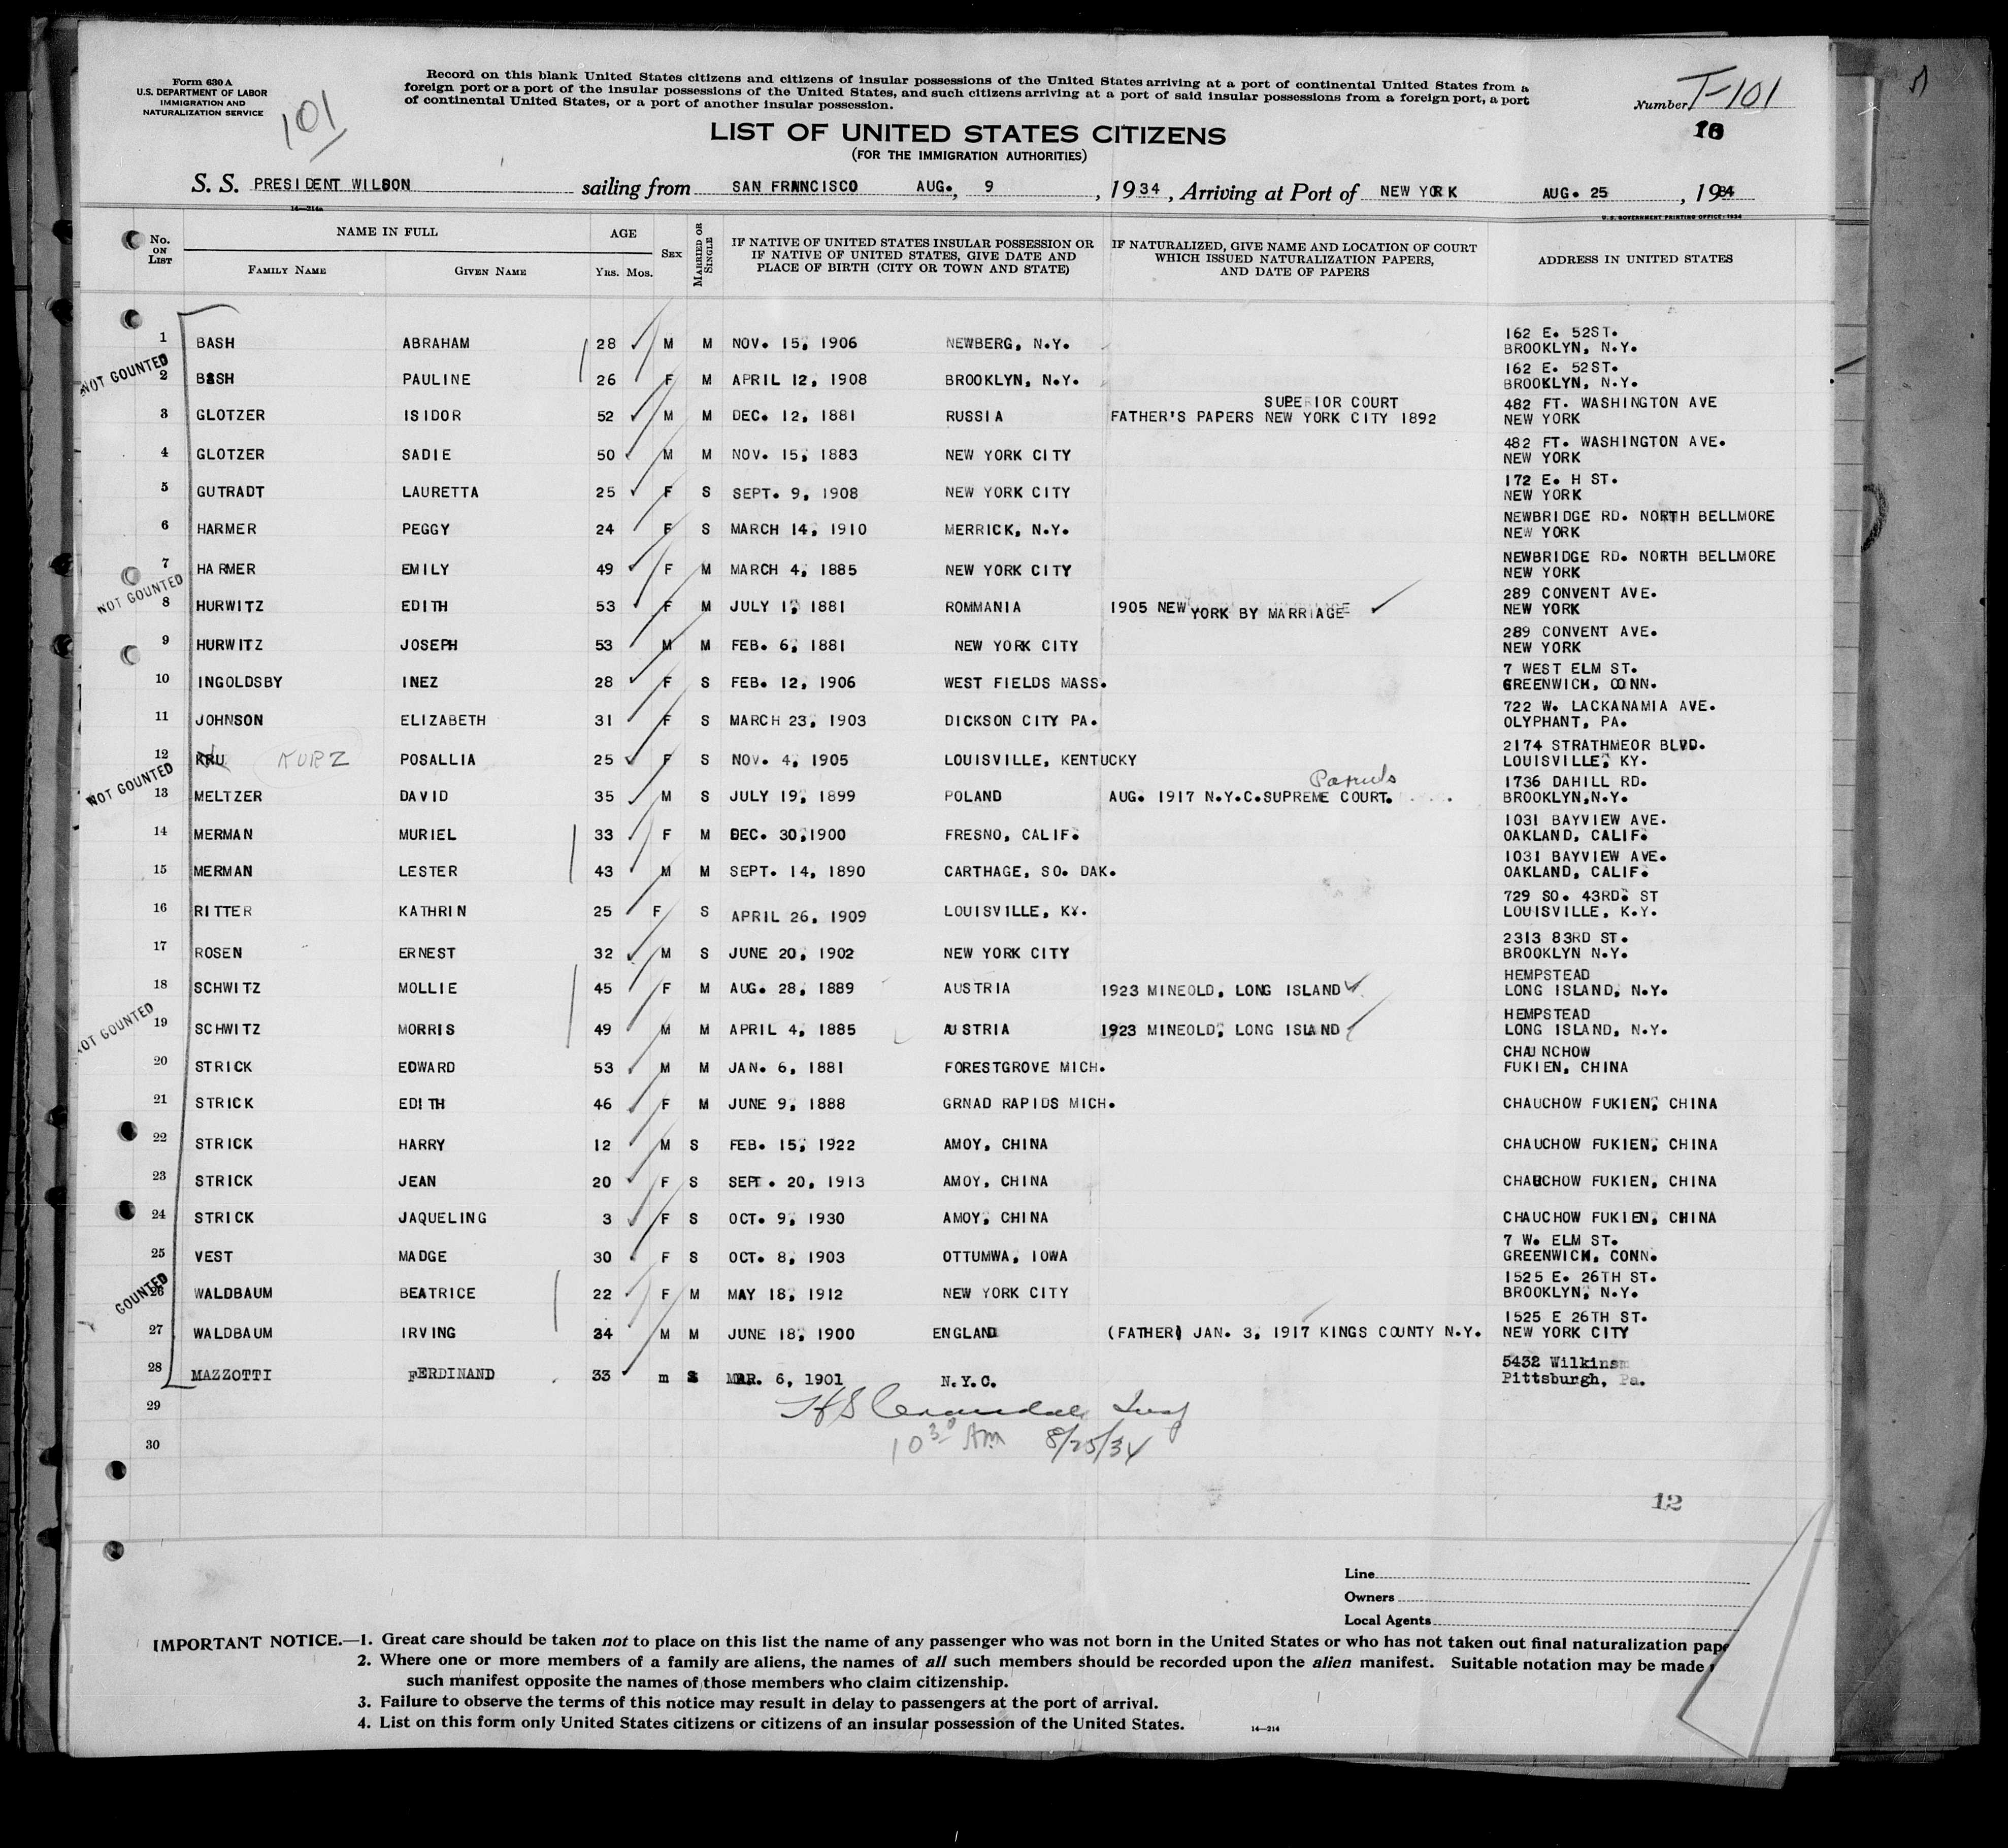 Form 630 A
U.S. DEPARTMENT OF LABOR
IMMIGRATION AND
NATURALIZATION SERVICE
101
Record on this blank United States citizens and citizens of insular possessions of the United States arriving at a port of continental United States from a
foreign port or a port of the insular possessions of the United States, and such citizens arriving at a port of said insular possessions from a foreign port, a port
of continental United States, or a port of another insular possession.
Number T-101
LIST OF UNITED STATES CITIZENS
(FOR THE IMMIGRATION AUTHORITIES)
S. S. PRESIDENT WILSON sailing from SAN FRANCISCO AUG., 9, 1934, Arriving at Port of NEW YORK AUG. 25, 1934
14—214a
U.S. GOVERNMENT PRINTING OFFICE: 1934
No. ON LIST NAME IN FULL FAMILY NAME GIVEN NAME AGE YRS. MOS. SEX MARRIED OR SINGLE
IF NATIVE OF UNITED STATES INSULAR POSSESSION OR IF NATIVE OF UNITED STATES, GIVE DATE AND PLACE OF BIRTH (CITY OR TOWN AND STATE)
IF NATURALIZED, GIVE NAME AND LOCATION OF COURT WHICH ISSUED NATURALIZATION PAPERS, AND DATE OF PAPERS
ADDRESS IN UNITED STATES
1 BASH ABRAHAM 28 M M NOV. 15, 1906 NEWBERG, N.Y. 162 E. 52ST. BROOKLYN, N.Y.
NOT COUNTED
2 BASH PAULINE 26 F M APRIL 12, 1908 BROOKLYN, N.Y. 162 E. 52ST. BROOKLYN, N.Y.
3 GLOTZER ISIDOR 52 M M DEC. 12, 1881 RUSSIA FATHER'S PAPERS SUPERIOR COURT NEW YORK CITY 1892 482 FT. WASHINGTON AVE NEW YORK
4 GLOTZER SADIE 50 M M NOV. 15, 1883 NEW YORK CITY 482 FT. WASHINGTON AVE. NEW YORK
5 GUTRADT LAURETTA 25 F S SEPT. 9, 1908 NEW YORK CITY 172 E. H ST. NEW YORK
6 HARMER PEGGY 24 F S MARCH 14, 1910 MERRICK, N.Y. NEWBRIDGE RD. NORTH BELLMORE NEW YORK
7 HARMER EMILY 49 F M MARCH 4, 1885 NEW YORK CITY NEWBRIDGE RD. NORTH BELLMORE NEW YORK
NOT COUNTED
8 HURWITZ EDITH 53 F M JULY 1, 1881 ROMMANIA 1905 NEW YORK BY MARRIAGE 289 CONVENT AVE. NEW YORK
9 HURWITZ JOSEPH 53 M M FEB. 6, 1881 NEW YORK CITY 289 CONVENT AVE. NEW YORK
10 INGOLDSBY INEZ 28 F S FEB. 12, 1906 WEST FIELDS MASS. 7 WEST ELM ST. GREENWICH, CONN.
11 JOHNSON ELIZABETH 31 F S MARCH 23, 1903 DICKSON CITY PA. 722 W. LACKANAMIA AVE. OLYPHANT, PA.
12 KRU KURZ POSALLIA 25 F S NOV. 4, 1905 LOUISVILLE, KENTUCKY 2174 STRATHMEOR BLVD. LOUISVILLE, KY.
NOT COUNTED
13 MELTZER DAVID 35 M S JULY 19, 1899 POLAND AUG. 1917 N.Y.C.SUPREME COURT. 1736 DAHILL RD. BROOKLYN,N.Y.
14 MERMAN MURIEL 33 F M DEC. 30,1900 FRESNO, CALIF. 1031 BAYVIEW AVE. OAKLAND, CALIF.
15 MERMAN LESTER 43 M M SEPT. 14, 1890 CARTHAGE, SO. DAK. 1031 BAYVIEW AVE. OAKLAND, CALIF.
16 RITTER KATHRIN 25 F S APRIL 26, 1909 LOUISVILLE, KY. 729 SO. 43RD. ST LOUISVILLE, K.Y.
17 ROSEN ERNEST 32 M S JUNE 20, 1902 NEW YORK CITY 2313 83RD ST. BROOKLYN N.Y.
18 SCHWITZ MOLLIE 45 F M AUG. 28, 1889 AUSTRIA 1923 MINEOLD, LONG ISLAND HEMPSTEAD LONG ISLAND, N.Y.
NOT COUNTED
19 SCHWITZ MORRIS 49 M M APRIL 4, 1885 AUSTRIA 1923 MINEOLD, LONG ISLAND HEMPSTEAD LONG ISLAND, N.Y.
20 STRICK EDWARD 53 M M JAN. 6, 1881 FORESTGROVE MICH. CHAUNCHOW FUKIEN, CHINA
21 STRICK EDITH 46 F M JUNE 9, 1888 GRNAD RAPIDS MICH. CHAUCHOW FUKIEN, CHINA
22 STRICK HARRY 12 M S FEB. 15, 1922 AMOY, CHINA CHAUCHOW FUKIEN, CHINA
23 STRICK JEAN 20 F S SEPT. 20, 1913 AMOY, CHINA CHAUCHOW FUKIEN, CHINA
24 STRICK JAQUELING 3 F S OCT. 9, 1930 AMOY, CHINA CHAUCHOW FUKIEN, CHINA
25 VEST MADGE 30 F S OCT. 8, 1903 OTTUMWA, IOWA 7 W. ELM ST. GREENWICH, CONN.
COUNTED
26 WALDBAUM BEATRICE 22 F M MAY 18, 1912 NEW YORK CITY 1525 E. 26TH ST. BROOKLYN, N.Y.
27 WALDBAUM IRVING 34 M M JUNE 18, 1900 ENGLAND (FATHER) JAN. 3, 1917 KINGS COUNTY N.Y. 1525 E 26TH ST. NEW YORK CITY
28 MAZZOTTI FERDINAND 33 m S MAR. 6, 1901 N.Y.C. 5432 Wilkins Pittsburgh, Pa.
29
30
10 30 AM 8/25/34
12
Line
Owners
Local Agents
IMPORTANT NOTICE.—1. Great care should be taken not to place on this list the name of any passenger who was not born in the United States or who has not taken out final naturalization
2. Where one or more members of a family are aliens, the names of all such members should be recorded upon the alien manifest. Suitable notation may be made
such manifest opposite the names of those members who claim citizenship.
3. Failure to observe the terms of this notice may result in delay to passengers at the port of arrival.
4. List on this form only United States citizens or citizens of an insular possession of the United States.
14—214